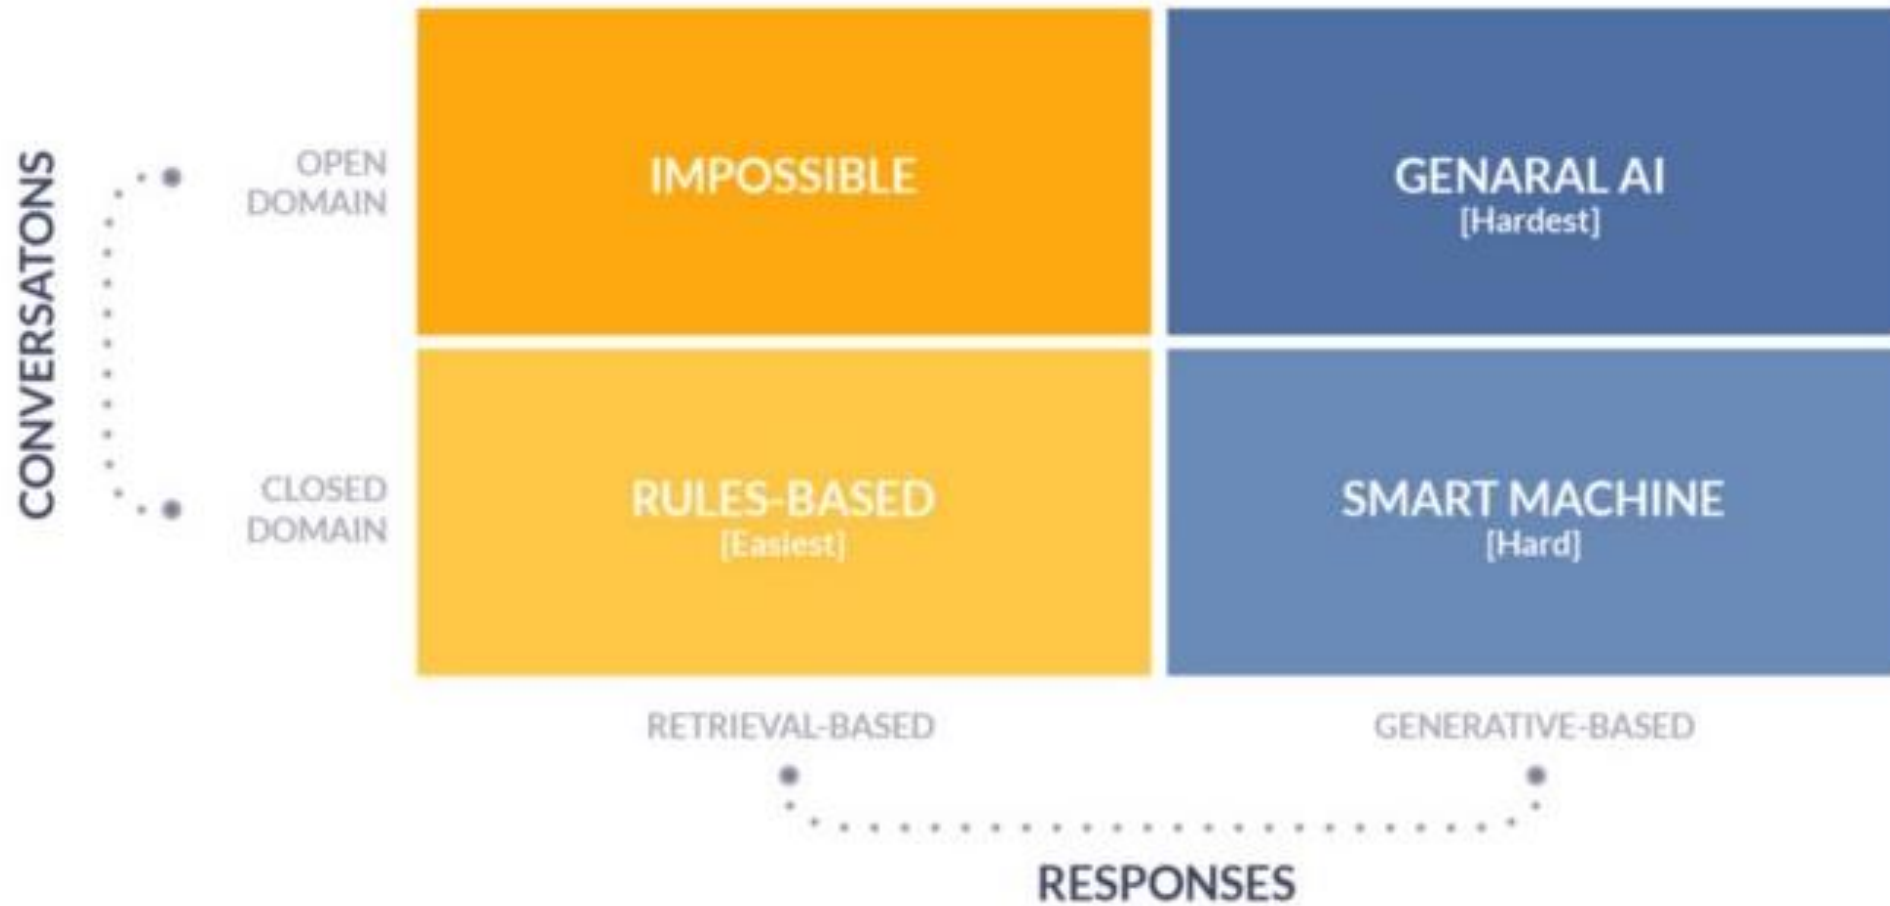 CONVERSATONS
OPEN
DOMAIN
IMPOSSIBLE
GENARAL AI
[Hardest]
CLOSED
DOMAIN
RULES-BASED
[Easiest]
SMART MACHINE
[Hard]
RETRIEVAL-BASED
GENERATIVE-BASED
RESPONSES